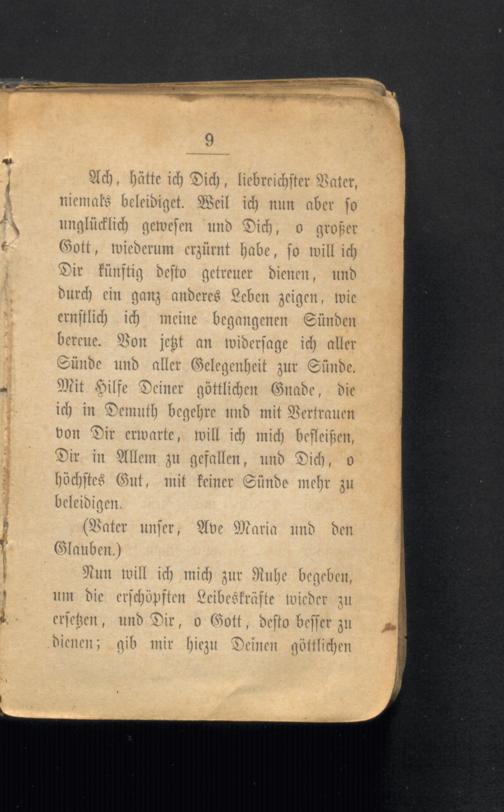 9
Ach, hätte ich Dich, liebreichster Vater,
niemals beleidiget. Weil ich nun aber so
unglücklich gewesen und Dich, o großer
Gott, wiederum erzürnt habe, so will ich
Dir künftig desto getreuer dienen, und
durch ein ganz anderes Leben zeigen, wie
ernstlich ich meine begangenen Sünden
bereue. Von jetzt an widersage ich aller
Sünde und aller Gelegenheit zur Sünde.
Mit Hilfe Deiner göttlichen Gnade, die
ich in Demuth begehre und mit Vertrauen
von Dir erwarte, will ich mich befleißen,
Dir in Allem zu gefallen, und Dich, o
höchstes Gut, mit keiner Sünde mehr zu
beleidigen.
(Vater unser, Ave Maria und den
Glauben.)
Nun will ich mich zur Ruhe begeben,
um die erschöpften Leibeskräfte wieder zu
ersetzen, und Dir, o Gott, desto besser zu
dienen; gib mir hiezu Deinen göttlichen